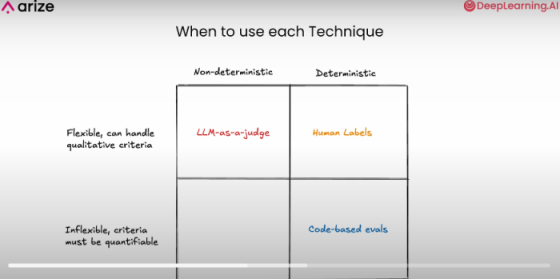 arize
DeepLearning.AI
When to use each Technique
Non-deterministic
Deterministic
Flexible, can handle
qualitative criteria
LLM-as-a-judge
Human Labels
Inflexible, criteria
must be quantifiable
Code-based evals